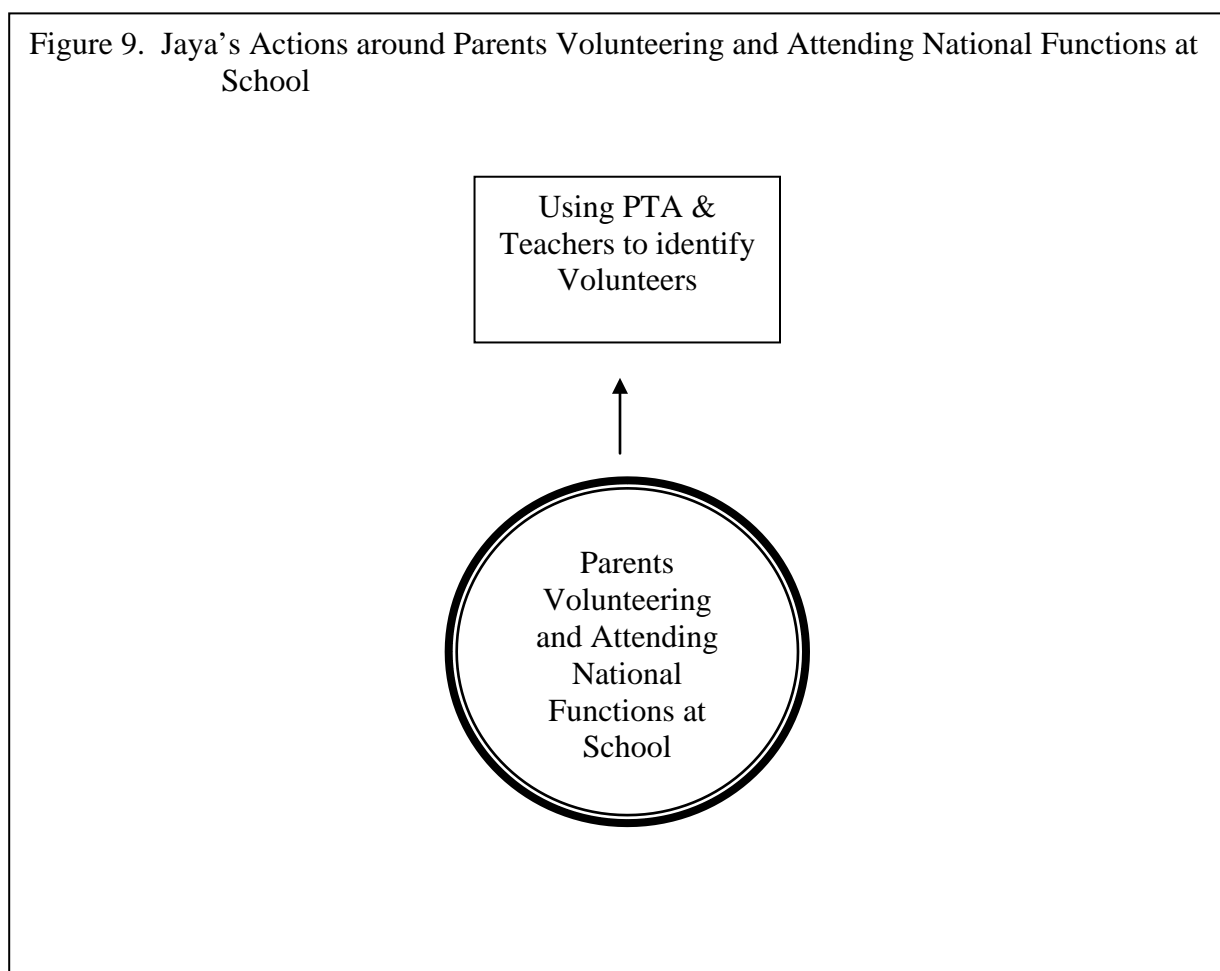 Figure 9.  Jaya’s Actions around Parents Volunteering and Attending National Functions at
School
Using PTA &
Teachers to identify
Volunteers
Parents
Volunteering
and Attending
National
Functions at
School